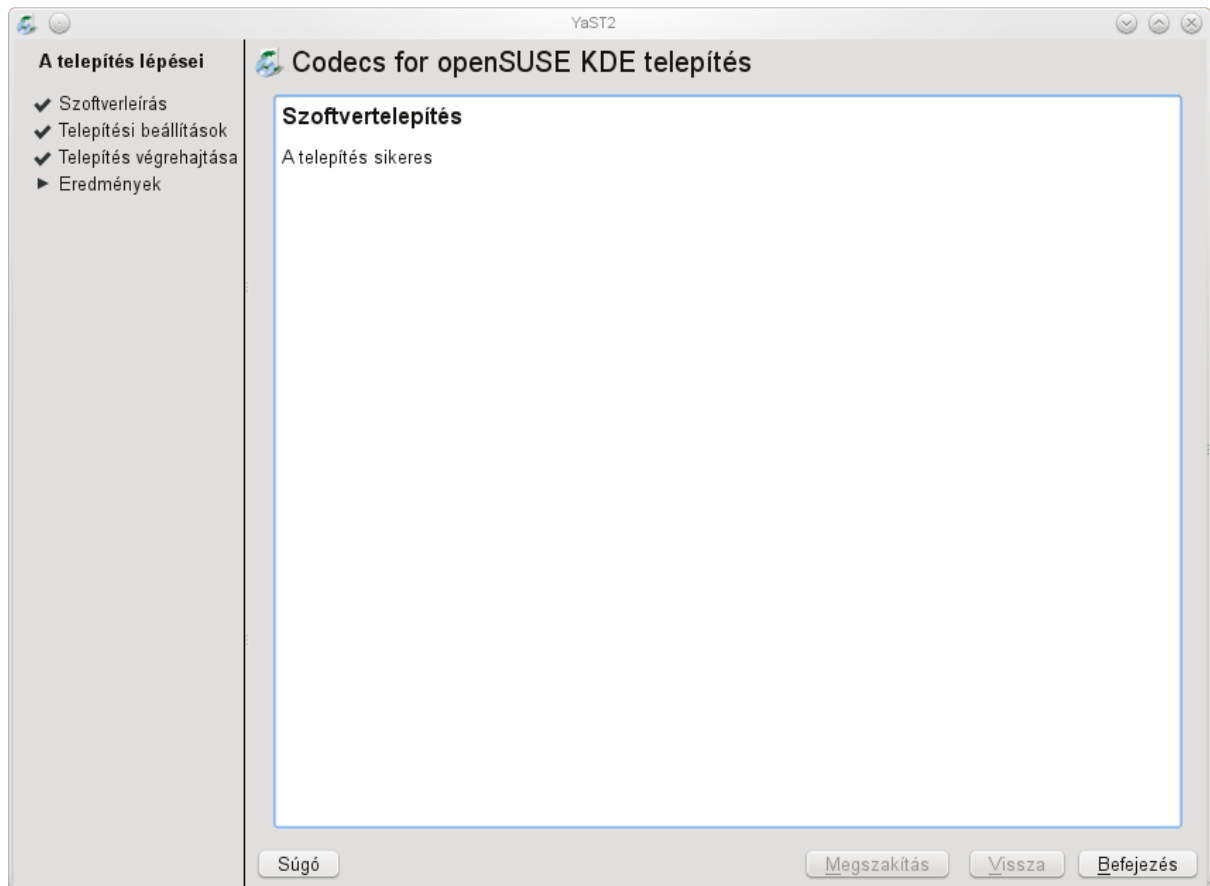 YaST2
A telepítés lépései
Szoftverleírás
Telepítési beállítások
Telepítés végrehajtása
Eredmények
Codecs for openSUSE KDE telepítés
Szoftvertelepítés
A telepítés sikeres
Súgó
Megszakítás
Vissza
Befejezés